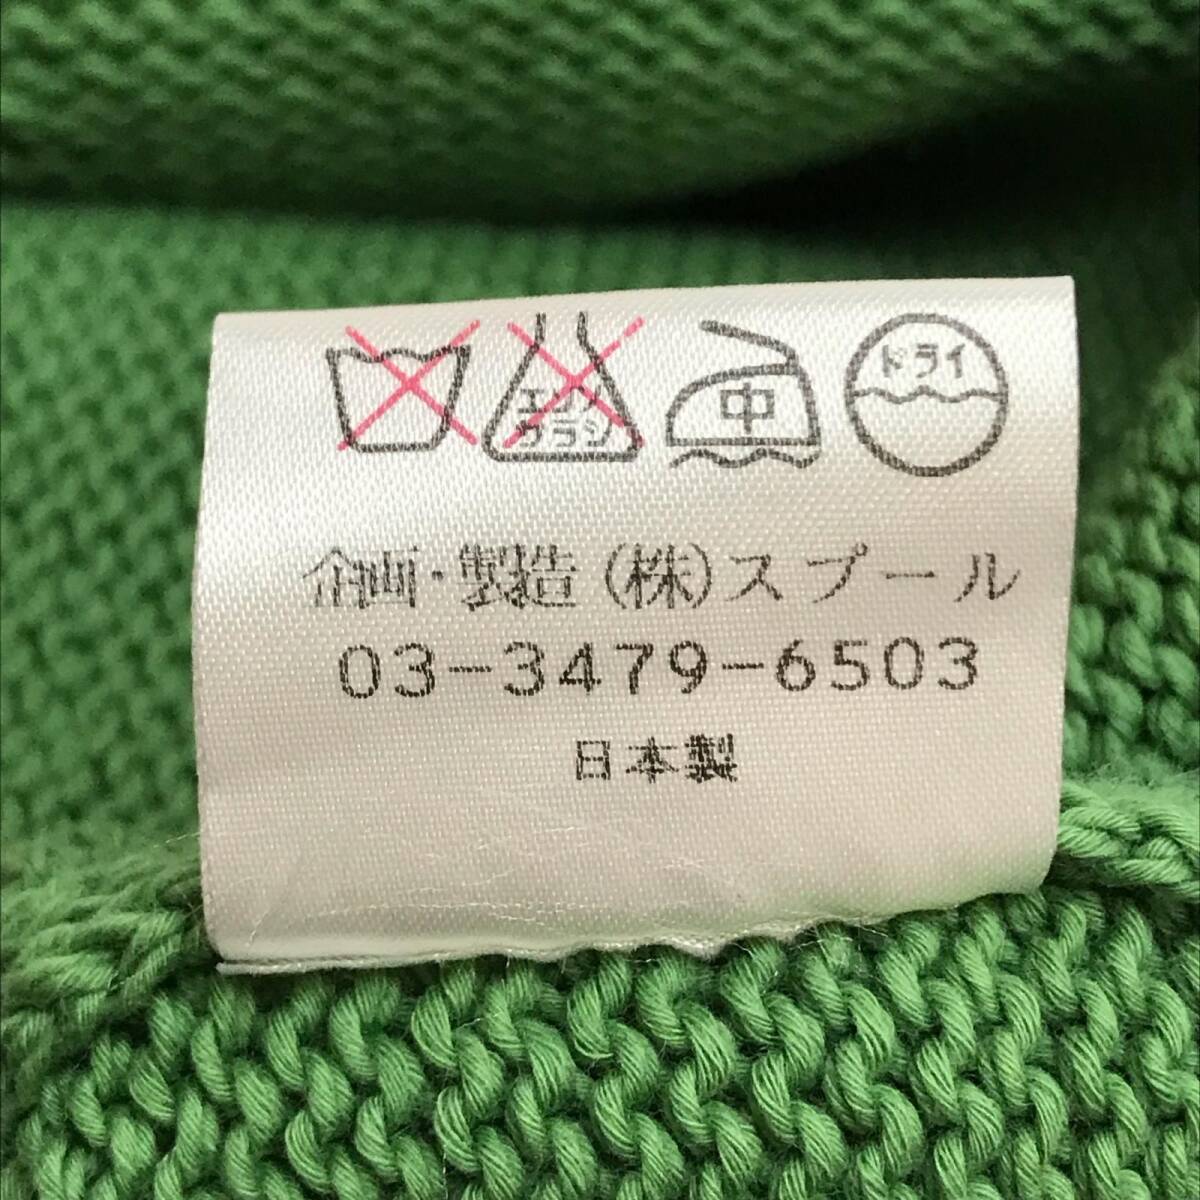 エンソ サラシ 中 ドライ
企画・製造(株)スプール
03-3479-6503
日本製